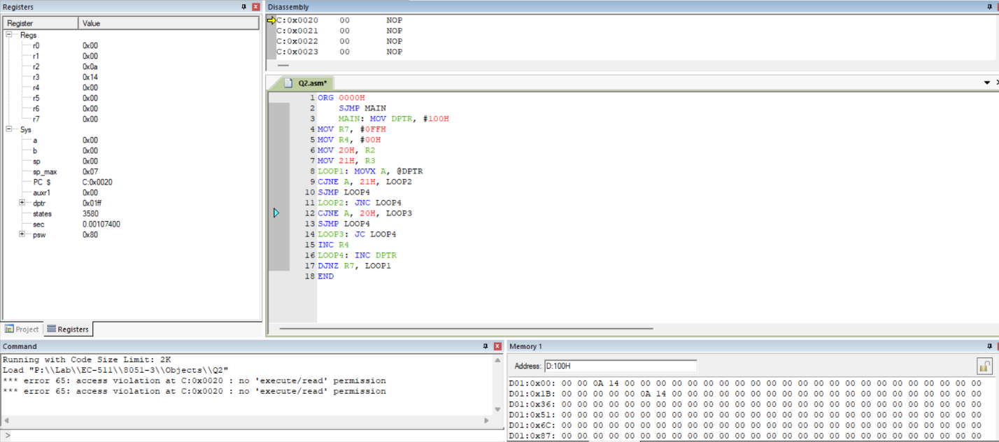 Registers
Register Value
Regs
r0 0x00
r1 0x00
r2 0x0a
r3 0x14
r4 0x00
r5 0x00
r6 0x00
r7 0x00
Sys
a 0x00
b 0x00
sp 0x00
sp_max 0x07
PC $ C:0x0020
auxr1 0x00
dptr 0x01ff
states 3580
sec 0.00107400
psw 0x80
Project Registers
Disassembly
C:0x0020 00 NOP
C:0x0021 00 NOP
C:0x0022 00 NOP
C:0x0023 00 NOP
Q2.asm*
1 ORG 0000H
2 SJMP MAIN
3 MAIN: MOV DPTR, #100H
4 MOV R7, #0FFH
5 MOV R4, #00H
6 MOV 20H, R2
7 MOV 21H, R3
8 LOOP1: MOVX A, @DPTR
9 CJNE A, 21H, LOOP2
10 SJMP LOOP4
11 LOOP2: JNC LOOP4
12 CJNE A, 20H, LOOP3
13 SJMP LOOP4
14 LOOP3: JC LOOP4
15 INC R4
16 LOOP4: INC DPTR
17 DJNZ R7, LOOP1
18 END
Command
Running with Code Size Limit: 2K
Load "P:\\Lab\\EC-511\\8051-3\\Objects\\Q2"
*** error 65: access violation at C:0x0020 : no 'execute/read' permission
*** error 65: access violation at C:0x0020 : no 'execute/read' permission
>
Memory 1
Address: D:100H
D01:0x00: 00 00 0A 14 00 00 00 00 00 00 00 00 00 00 00 00 00 00 00 00 00 00 00 00 00 00 00
D01:0x1B: 00 00 00 00 00 0A 14 00 00 00 00 00 00 00 00 00 00 00 00 00 00 00 00 00 00 00 00
D01:0x36: 00 00 00 00 00 00 00 00 00 00 00 00 00 00 00 00 00 00 00 00 00 00 00 00 00 00 00
D01:0x51: 00 00 00 00 00 00 00 00 00 00 00 00 00 00 00 00 00 00 00 00 00 00 00 00 00 00 00
D01:0x6C: 00 00 00 00 00 00 00 00 00 00 00 00 00 00 00 00 00 00 00 00 00 00 00 00 00 00 00
D01:0x87: 00 00 00 00 00 00 00 00 00 00 00 00 00 00 00 00 00 00 00 00 00 00 00 00 00 00 00